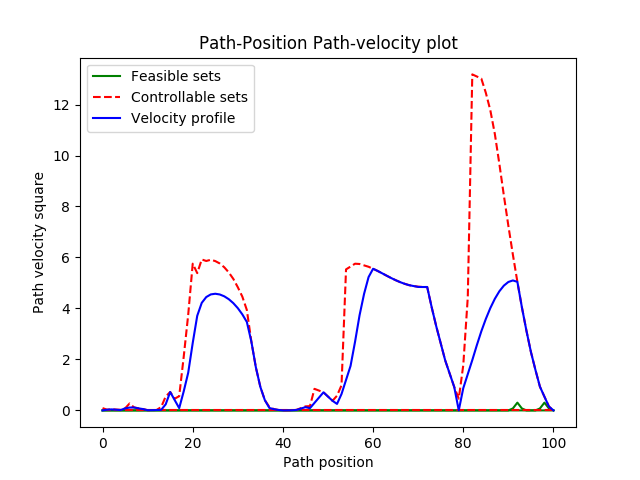 Path-Position Path-velocity plot
Feasible sets
Controllable sets
Velocity profile
Path velocity square
12
10
8
6
4
2
0
0 20 40 60 80 100
Path position